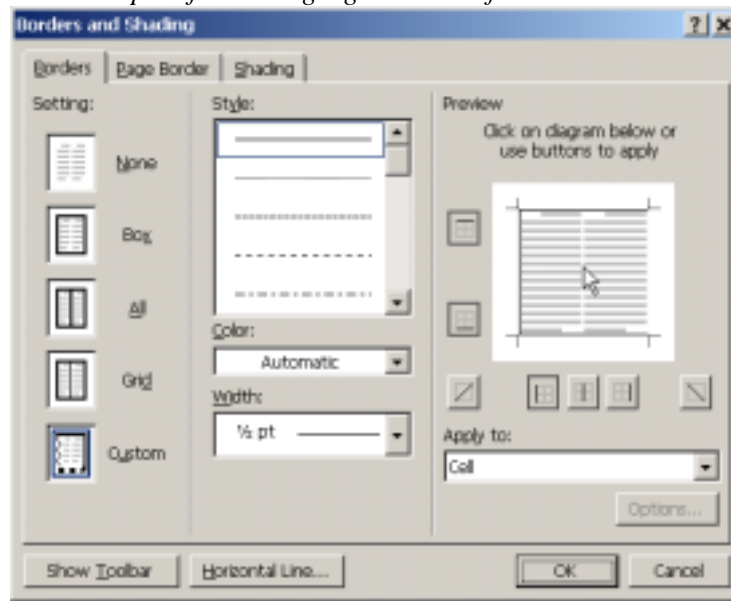 Borders and Shading
Borders Page Border Shading
Setting:
None
Box
All
Grid
Custom
Style:
Color:
Automatic
Width:
½ pt
Preview
Click on diagram below or
use buttons to apply
Apply to:
Cell
Options...
Show Toolbar Horizontal Line... OK Cancel